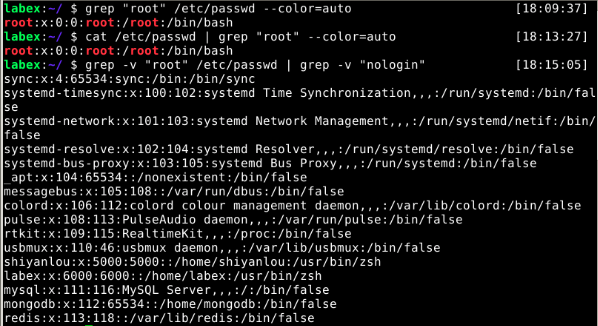 labex:~/ $ grep "root" /etc/passwd --color=auto [18:09:37]
root:x:0:0:root:/root:/bin/bash
labex:~/ $ cat /etc/passwd | grep "root" --color=auto [18:13:27]
root:x:0:0:root:/root:/bin/bash
labex:~/ $ grep -v "root" /etc/passwd | grep -v "nologin" [18:15:05]
sync:x:4:65534:sync:/bin:/bin/sync
systemd-timesync:x:100:102:systemd Time Synchronization,,,:/run/systemd:/bin/fal
se
systemd-network:x:101:103:systemd Network Management,,,:/run/systemd/netif:/bin/
false
systemd-resolve:x:102:104:systemd Resolver,,,:/run/systemd/resolve:/bin/false
systemd-bus-proxy:x:103:105:systemd Bus Proxy,,,:/run/systemd:/bin/false
_apt:x:104:65534::/nonexistent:/bin/false
messagebus:x:105:108::/var/run/dbus:/bin/false
colord:x:106:112:colord colour management daemon,,,:/var/lib/colord:/bin/false
pulse:x:108:113:PulseAudio daemon,,,:/var/run/pulse:/bin/false
rtkit:x:109:115:RealtimeKit,,,:/proc:/bin/false
usbmux:x:110:46:usbmux daemon,,,:/var/lib/usbmux:/bin/false
shiyanlou:x:5000:5000::/home/shiyanlou:/usr/bin/zsh
labex:x:6000:6000::/home/labex:/usr/bin/zsh
mysql:x:111:116:MySQL Server,,,:/:/bin/false
mongodb:x:112:65534::/home/mongodb:/bin/false
redis:x:113:118::/var/lib/redis:/bin/false